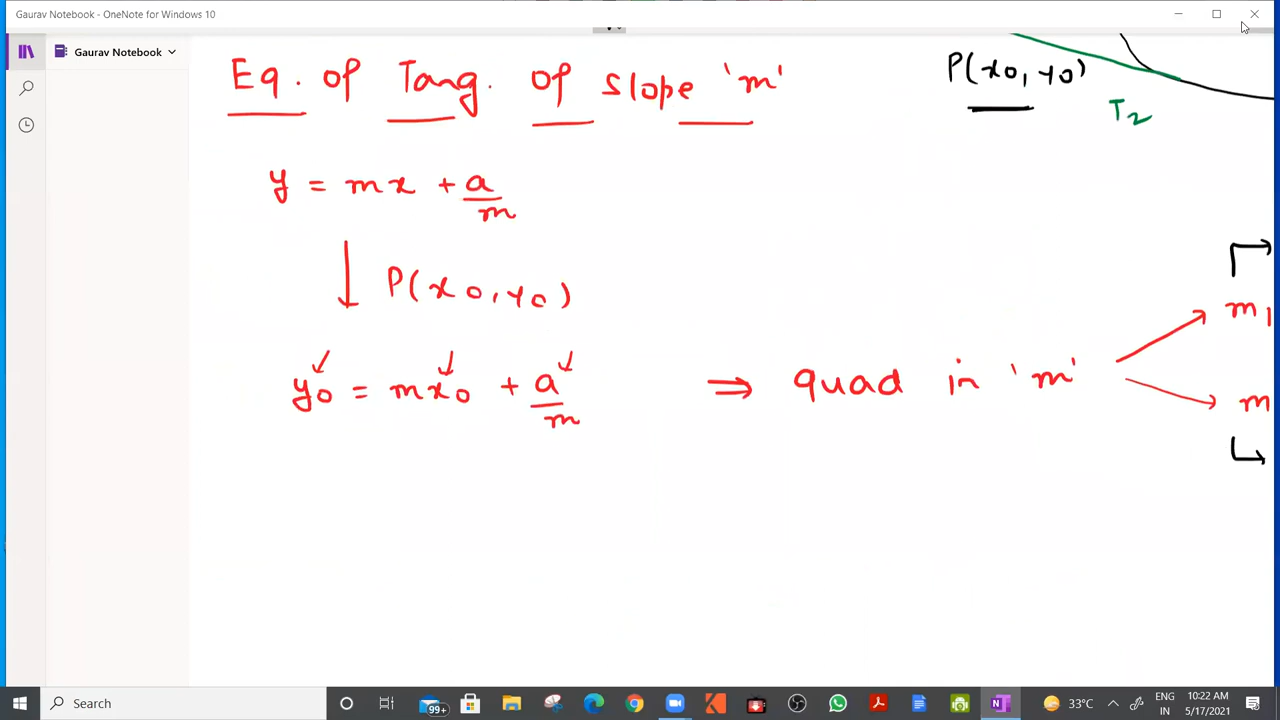 Gaurav Notebook - OneNote for Windows 10
Gaurav Notebook
Eq. of Tang. of slope 'm'
P(x0, y0)
T2
y = mx + a/m
P(x0, y0)
m1
y0 = mx0 + a/m ⇒ quad in 'm'
m
Search
99+
33°C
ENG
IN
10:22 AM
5/17/2021